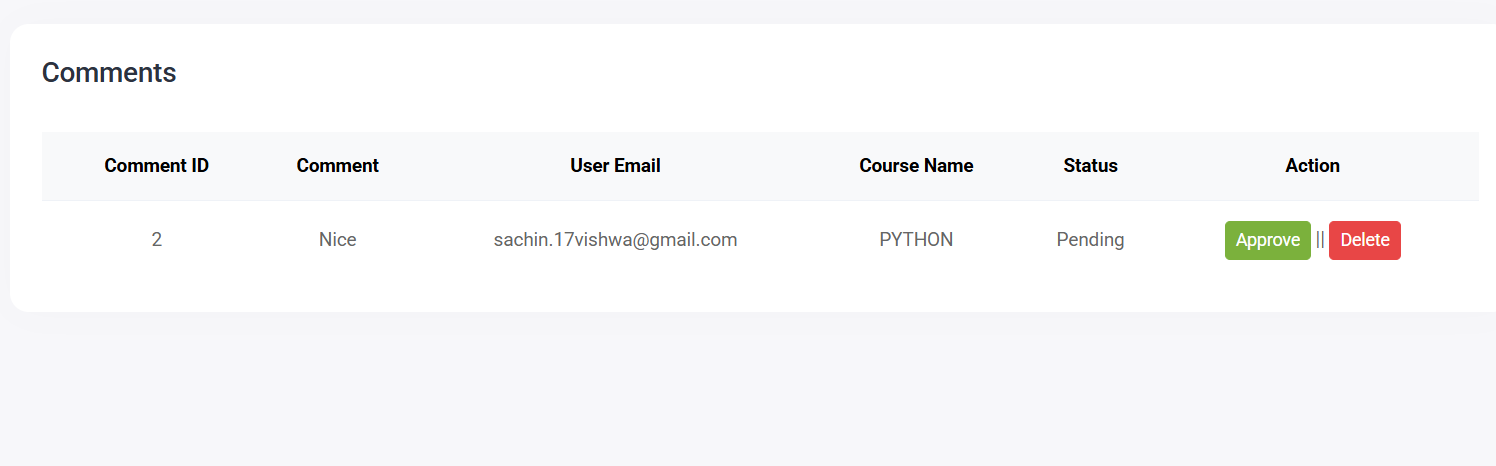 Comments
Comment ID Comment User Email Course Name Status Action
2 Nice sachin.17vishwa@gmail.com PYTHON Pending Approve || Delete